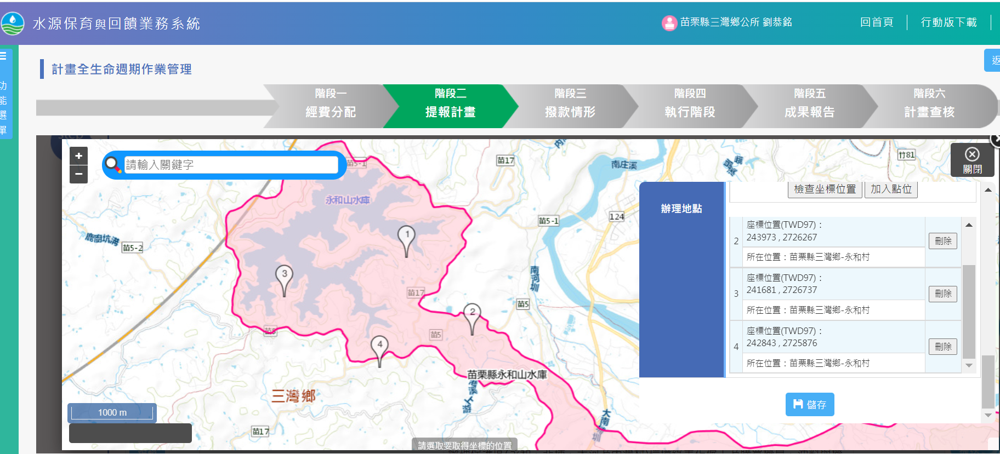 水源保育與回饋業務系統
苗栗縣三灣鄉公所 劉恭銘
回首頁
行動版下載
功能選單
計畫全生命週期作業管理
返
階段一
經費分配
階段二
提報計畫
階段三
撥款情形
階段四
執行階段
階段五
成果報告
階段六
計畫查核
+
−
請輸入關鍵字
苗5-1
苗17
南庄溪
竹81
關閉
永和山水庫
鹿廚坑溝
苗5-2
苗5-1
124
南河圳
苗17
苗5
苗5
苗5
1
2
3
4
苗栗縣永和山水庫
三灣鄉
苗17
大南埔圳
1000 m
請選取要取得坐標的位置
辦理地點
檢查坐標位置
加入點位
2
座標位置(TWD97)：
243973 , 2726267
所在位置：苗栗縣三灣鄉-永和村
刪除
3
座標位置(TWD97)：
241681 , 2726737
所在位置：苗栗縣三灣鄉-永和村
刪除
4
座標位置(TWD97)：
242843 , 2725876
所在位置：苗栗縣三灣鄉-永和村
刪除
儲存